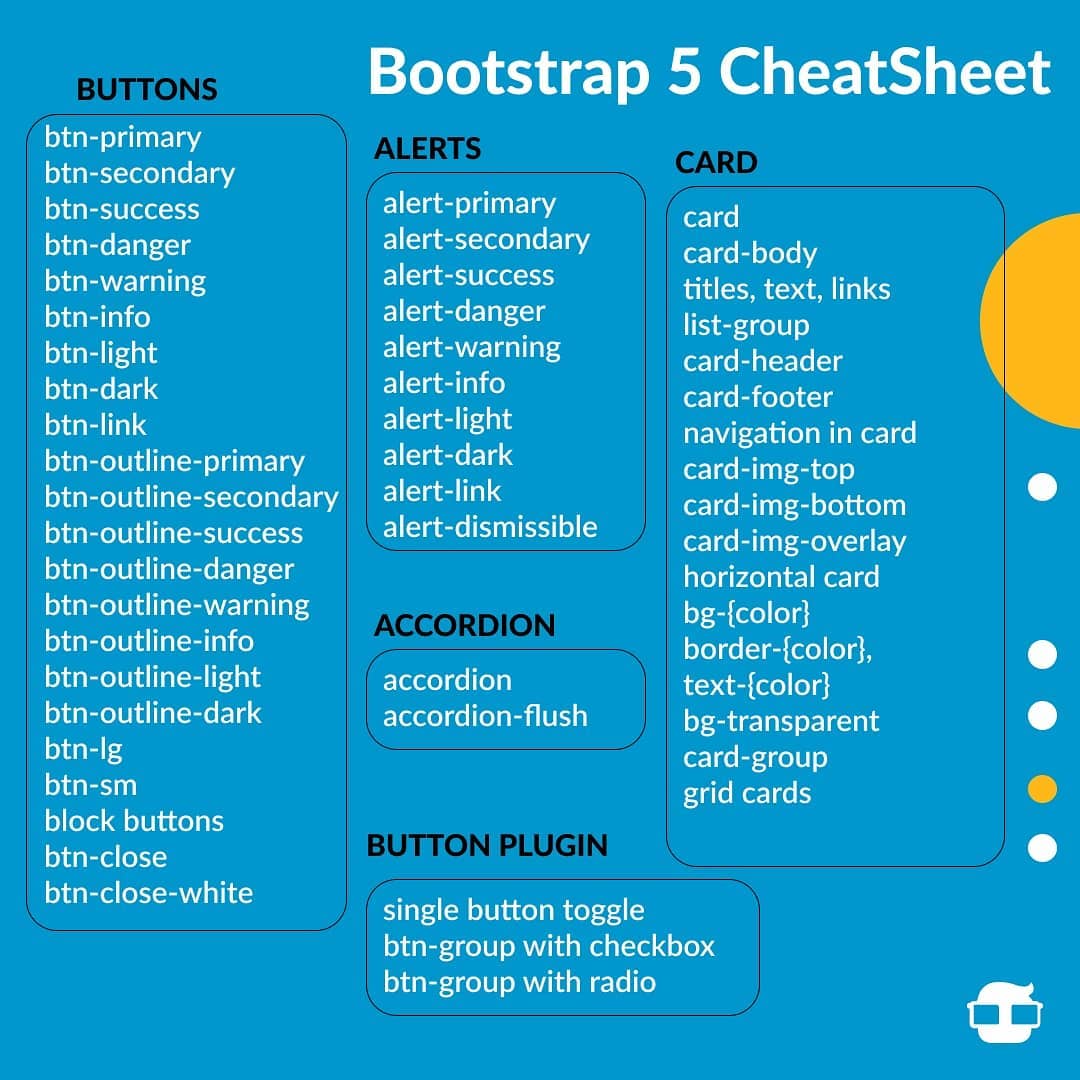 Bootstrap 5 CheatSheet
BUTTONS
btn-primary
btn-secondary
btn-success
btn-danger
btn-warning
btn-info
btn-light
btn-dark
btn-link
btn-outline-primary
btn-outline-secondary
btn-outline-success
btn-outline-danger
btn-outline-warning
btn-outline-info
btn-outline-light
btn-outline-dark
btn-lg
btn-sm
block buttons
btn-close
btn-close-white
ALERTS
alert-primary
alert-secondary
alert-success
alert-danger
alert-warning
alert-info
alert-light
alert-dark
alert-link
alert-dismissible
ACCORDION
accordion
accordion-flush
BUTTON PLUGIN
single button toggle
btn-group with checkbox
btn-group with radio
CARD
card
card-body
titles, text, links
list-group
card-header
card-footer
navigation in card
card-img-top
card-img-bottom
card-img-overlay
horizontal card
bg-{color}
border-{color},
text-{color}
bg-transparent
card-group
grid cards